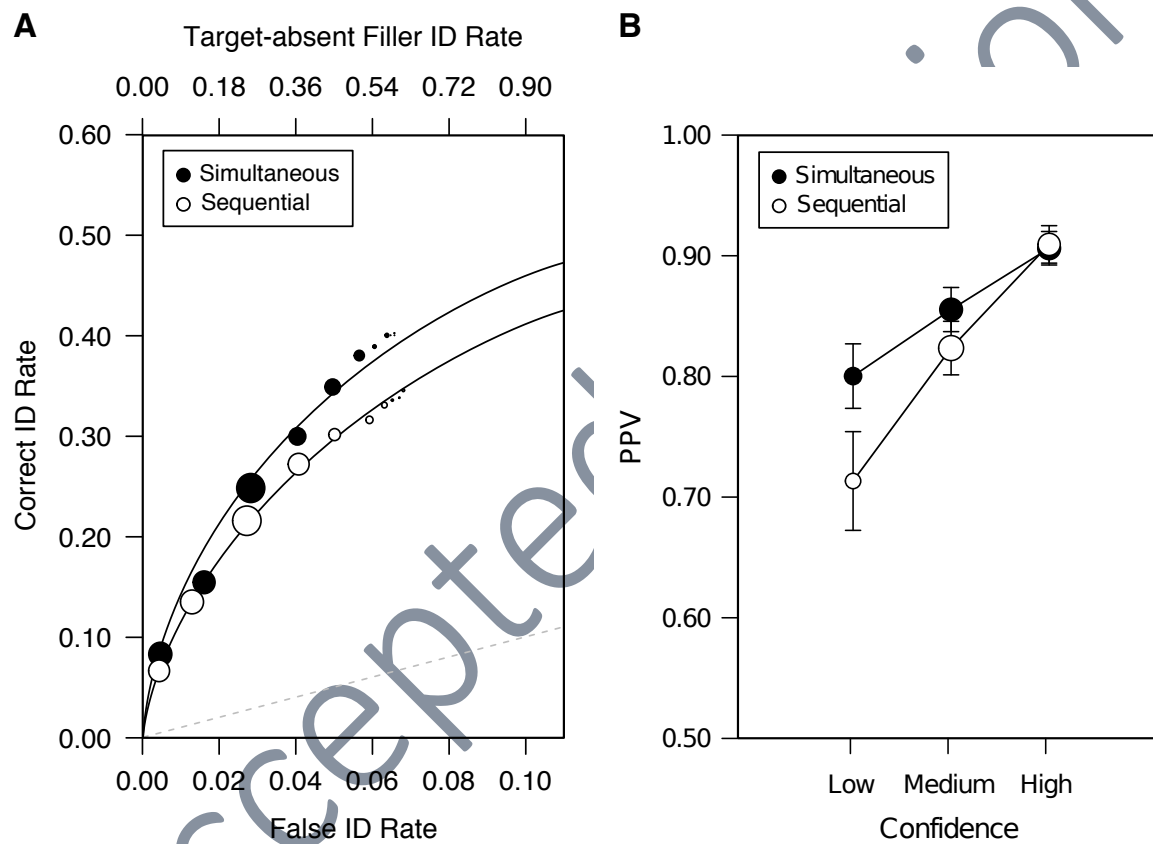 A
Target-absent Filler ID Rate
0.00 0.18 0.36 0.54 0.72 0.90
0.60
0.50
0.40
0.30
0.20
0.10
0.00
Correct ID Rate
Simultaneous
Sequential
0.00 0.02 0.04 0.06 0.08 0.10
False ID Rate
B
1.00
0.90
0.80
0.70
0.60
0.50
PPV
Simultaneous
Sequential
Low Medium High
Confidence